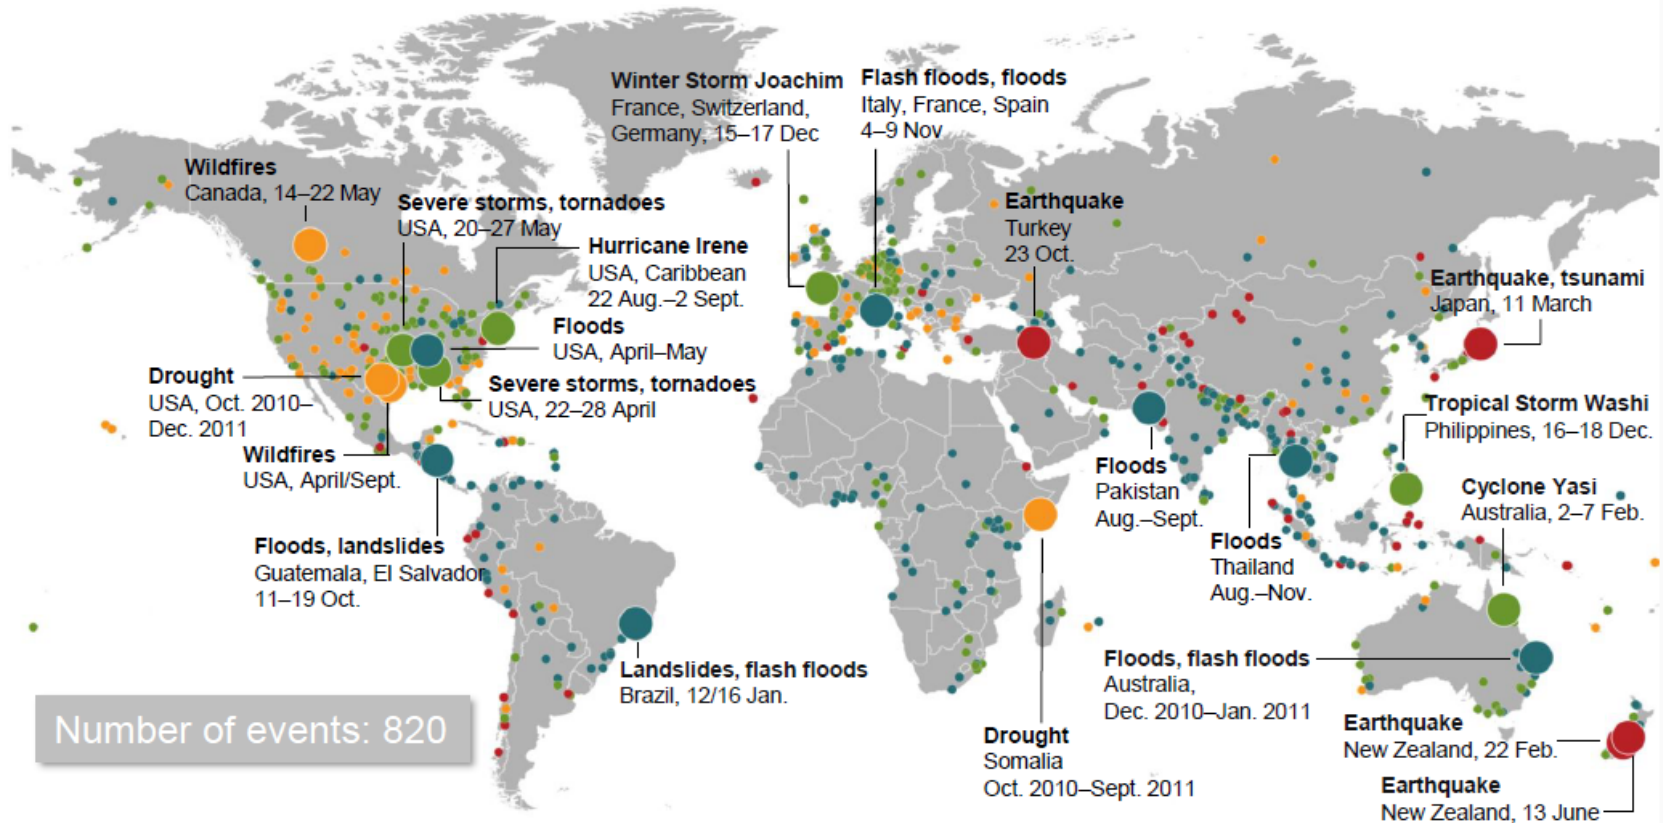 Winter Storm Joachim
France, Switzerland,
Germany, 15–17 Dec
Flash floods, floods
Italy, France, Spain
4–9 Nov
Wildfires
Canada, 14–22 May
Severe storms, tornadoes
USA, 20–27 May
Hurricane Irene
USA, Caribbean
22 Aug.–2 Sept.
Earthquake
Turkey
23 Oct.
Earthquake, tsunami
Japan, 11 March
Floods
USA, April–May
Drought
USA, Oct. 2010–
Dec. 2011
Severe storms, tornadoes
USA, 22–28 April
Tropical Storm Washi
Philippines, 16–18 Dec.
Wildfires
USA, April/Sept.
Floods
Pakistan
Aug.–Sept.
Cyclone Yasi
Australia, 2–7 Feb.
Floods, landslides
Guatemala, El Salvador
11–19 Oct.
Floods
Thailand
Aug.–Nov.
Landslides, flash floods
Brazil, 12/16 Jan.
Floods, flash floods
Australia,
Dec. 2010–Jan. 2011
Number of events: 820
Drought
Somalia
Oct. 2010–Sept. 2011
Earthquake
New Zealand, 22 Feb.
Earthquake
New Zealand, 13 June